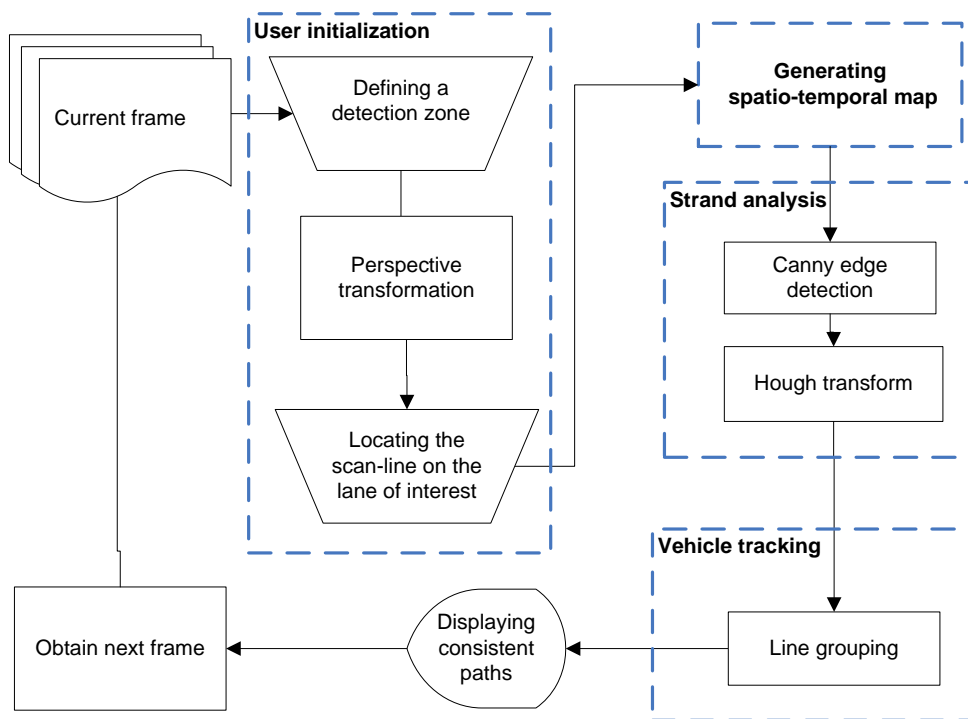 User initialization
Current frame
Defining a
detection zone
Perspective
transformation
Locating the
scan-line on the
lane of interest
Generating
spatio-temporal map
Strand analysis
Canny edge
detection
Hough transform
Vehicle tracking
Line grouping
Displaying
consistent
paths
Obtain next frame